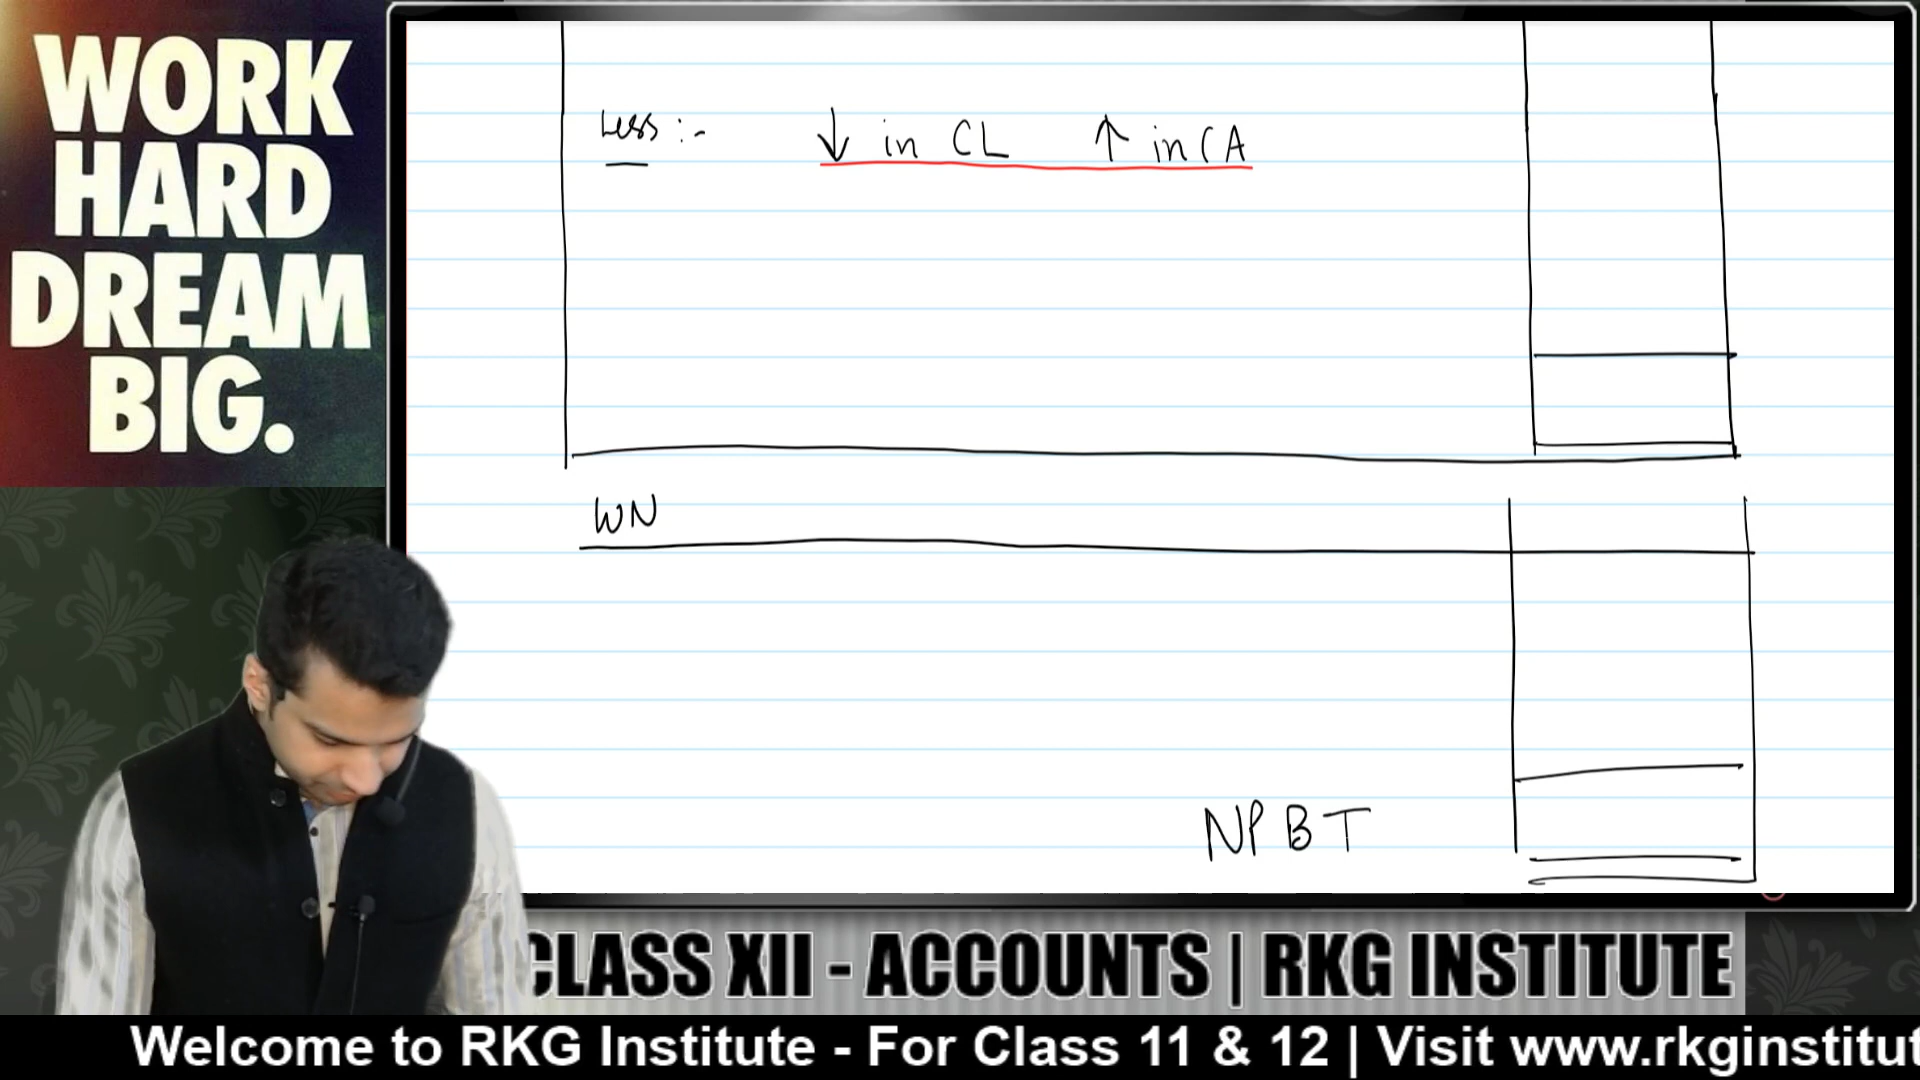 WORK
HARD
DREAM
BIG.
Less :- ↓ in CL ↑ in CA
WN
NPBT
CLASS XII - ACCOUNTS | RKG INSTITUTE
Welcome to RKG Institute - For Class 11 & 12 | Visit www.rkginstitut